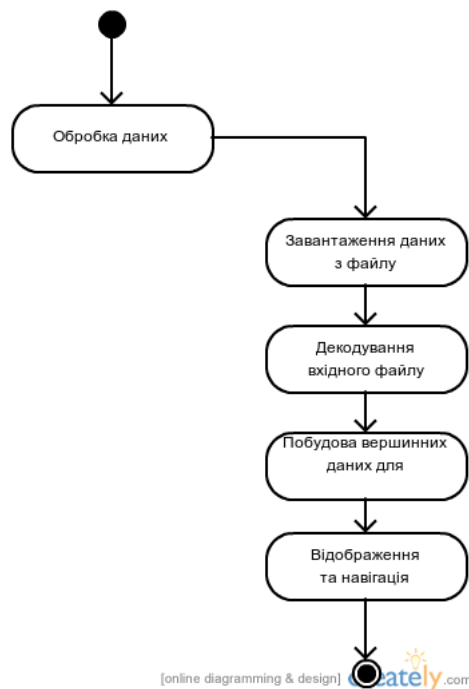 Обробка даних
Завантаження даних
з файлу
Декодування
вхідного файлу
Побудова вершинних
даних для
Відображення
та навігація
[online diagramming & design] creately.com